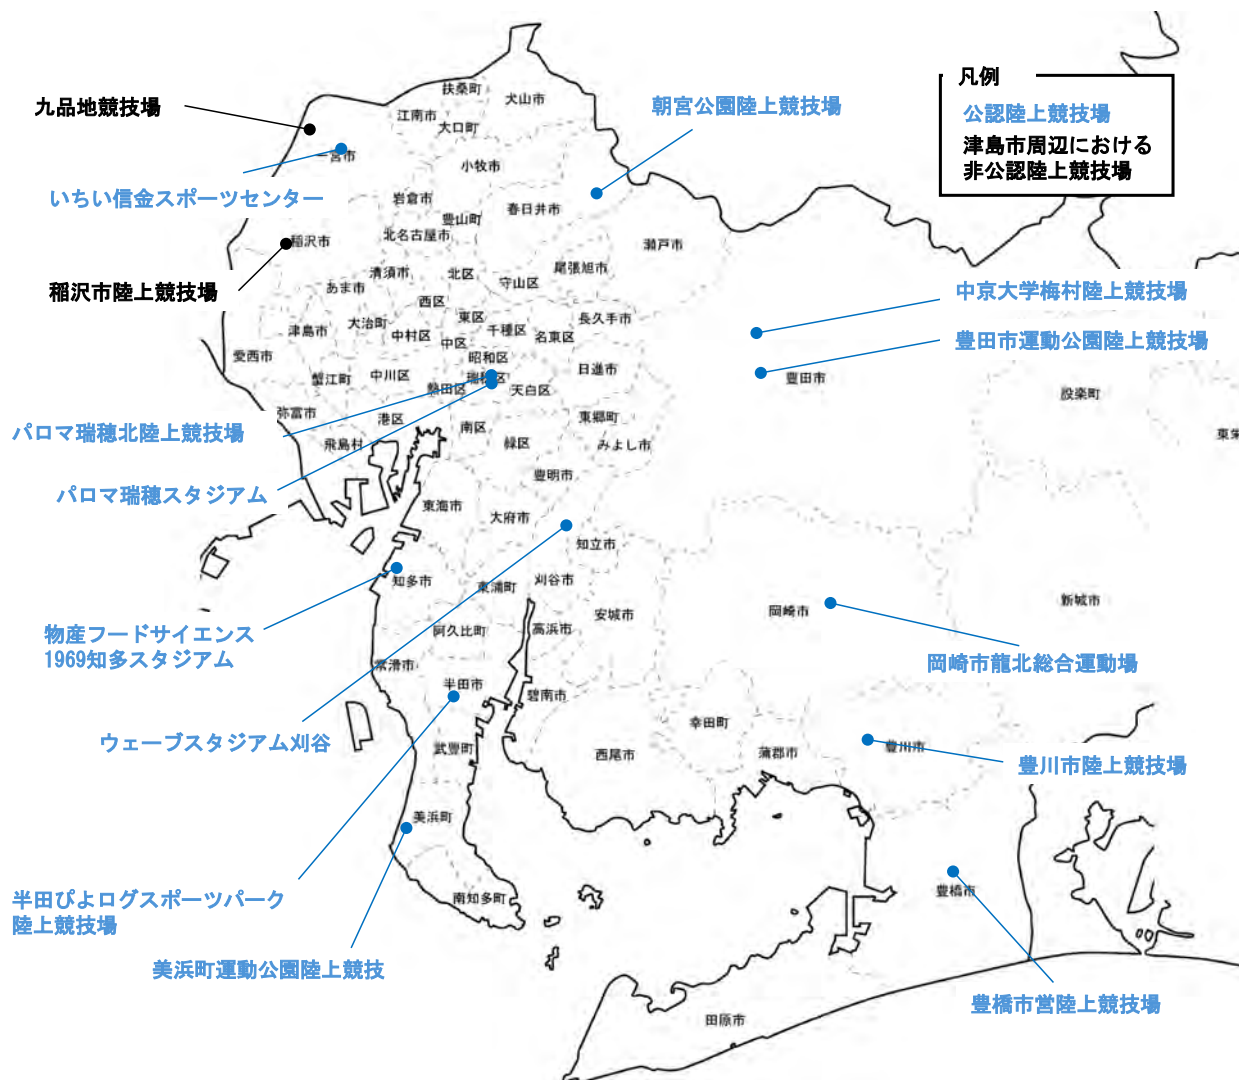 凡例
公認陸上競技場
津島市周辺における
非公認陸上競技場
九品地競技場
いちい信金スポーツセンター
稲沢市陸上競技場
朝宮公園陸上競技場
中京大学梅村陸上競技場
豊田市運動公園陸上競技場
パロマ瑞穂北陸上競技場
パロマ瑞穂スタジアム
物産フードサイエンス
1969知多スタジアム
ウェーブスタジアム刈谷
半田ぴよログスポーツパーク
陸上競技場
美浜町運動公園陸上競技
岡崎市龍北総合運動場
豊川市陸上競技場
豊橋市営陸上競技場
扶桑町
犬山市
江南市
大口町
一宮市
小牧市
岩倉市
春日井市
豊山町
稲沢市
北名古屋市
瀬戸市
清須市
北区
守山区
尾張旭市
あま市
西区
東区
長久手市
津島市
大治町
中村区
中区
千種区
名東区
愛西市
昭和区
蟹江町
中川区
熱田区
瑞穂区
天白区
日進市
豊田市
設楽町
弥富市
港区
南区
東郷町
東栄
飛島村
緑区
みよし市
豊明市
東海市
大府市
知立市
知多市
東浦町
刈谷市
安城市
岡崎市
新城市
阿久比町
高浜市
常滑市
半田市
碧南市
幸田町
武豊町
西尾市
蒲郡市
豊川市
美浜町
南知多町
豊橋市
田原市